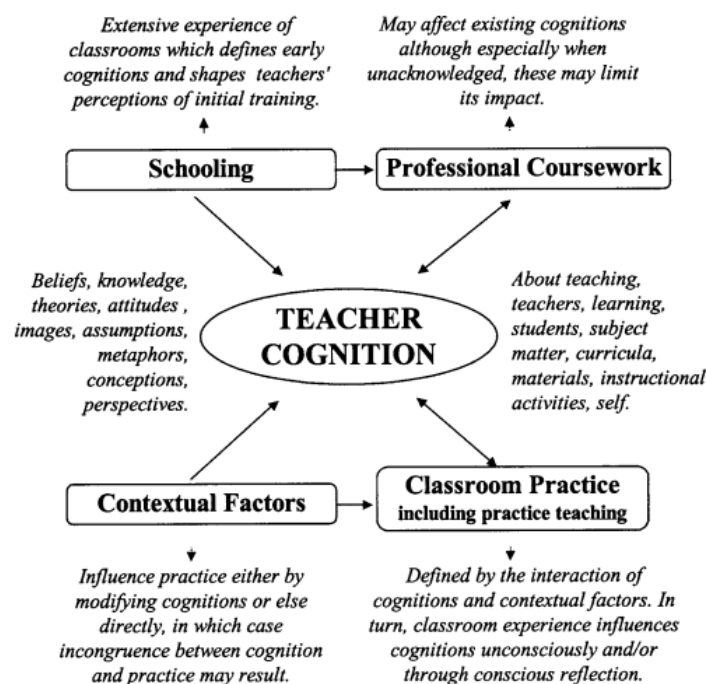 Extensive experience of
classrooms which defines early
cognitions and shapes teachers'
perceptions of initial training.
May affect existing cognitions
although especially when
unacknowledged, these may limit
its impact.
Schooling
Professional Coursework
Beliefs, knowledge,
theories, attitudes ,
images, assumptions,
metaphors,
conceptions,
perspectives.
TEACHER
COGNITION
About teaching,
teachers, learning,
students, subject
matter, curricula,
materials, instructional
activities, self.
Contextual Factors
Classroom Practice
including practice teaching
Influence practice either by
modifying cognitions or else
directly, in which case
incongruence between cognition
and practice may result.
Defined by the interaction of
cognitions and contextual factors. In
turn, classroom experience influences
cognitions unconsciously and/or
through conscious reflection.